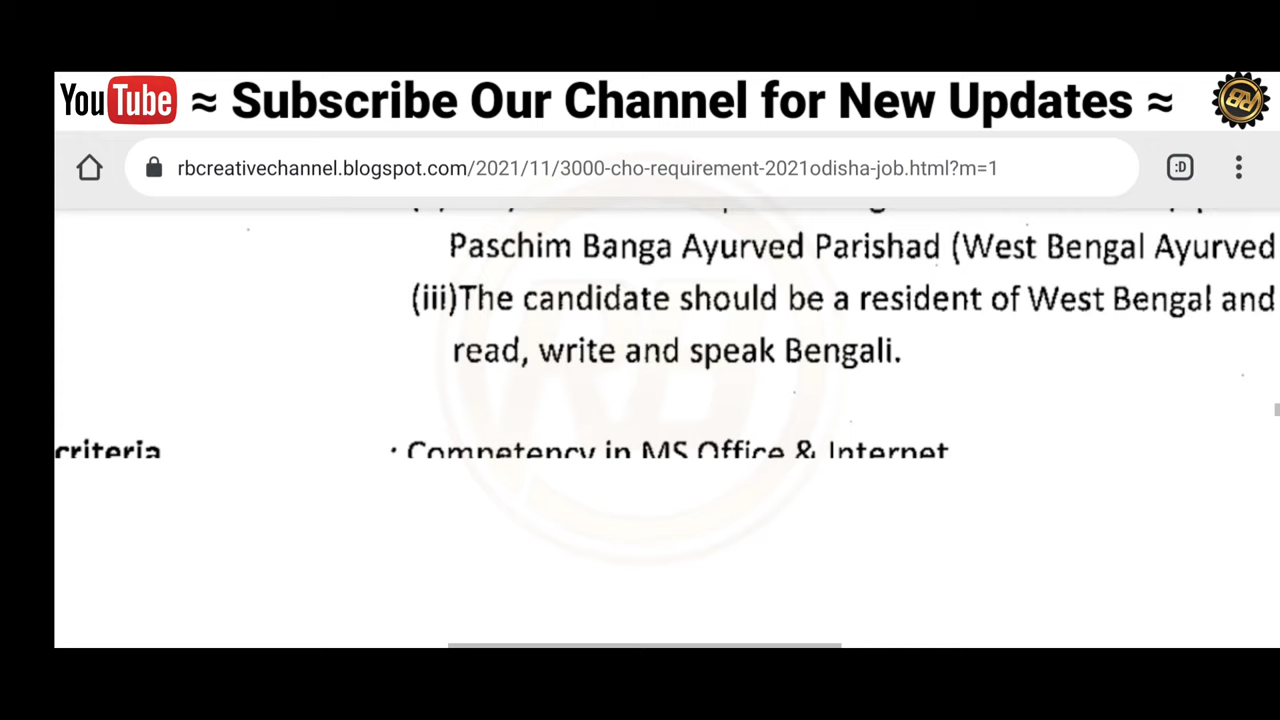 YouTube ≈ Subscribe Our Channel for New Updates ≈ RB
rbcreativechannel.blogspot.com/2021/11/3000-cho-requirement-2021odisha-job.html?m=1 :D
Paschim Banga Ayurved Parishad (West Bengal Ayurved
(iii)The candidate should be a resident of West Bengal and
read, write and speak Bengali.
criteria : Competency in MS Office & Internet